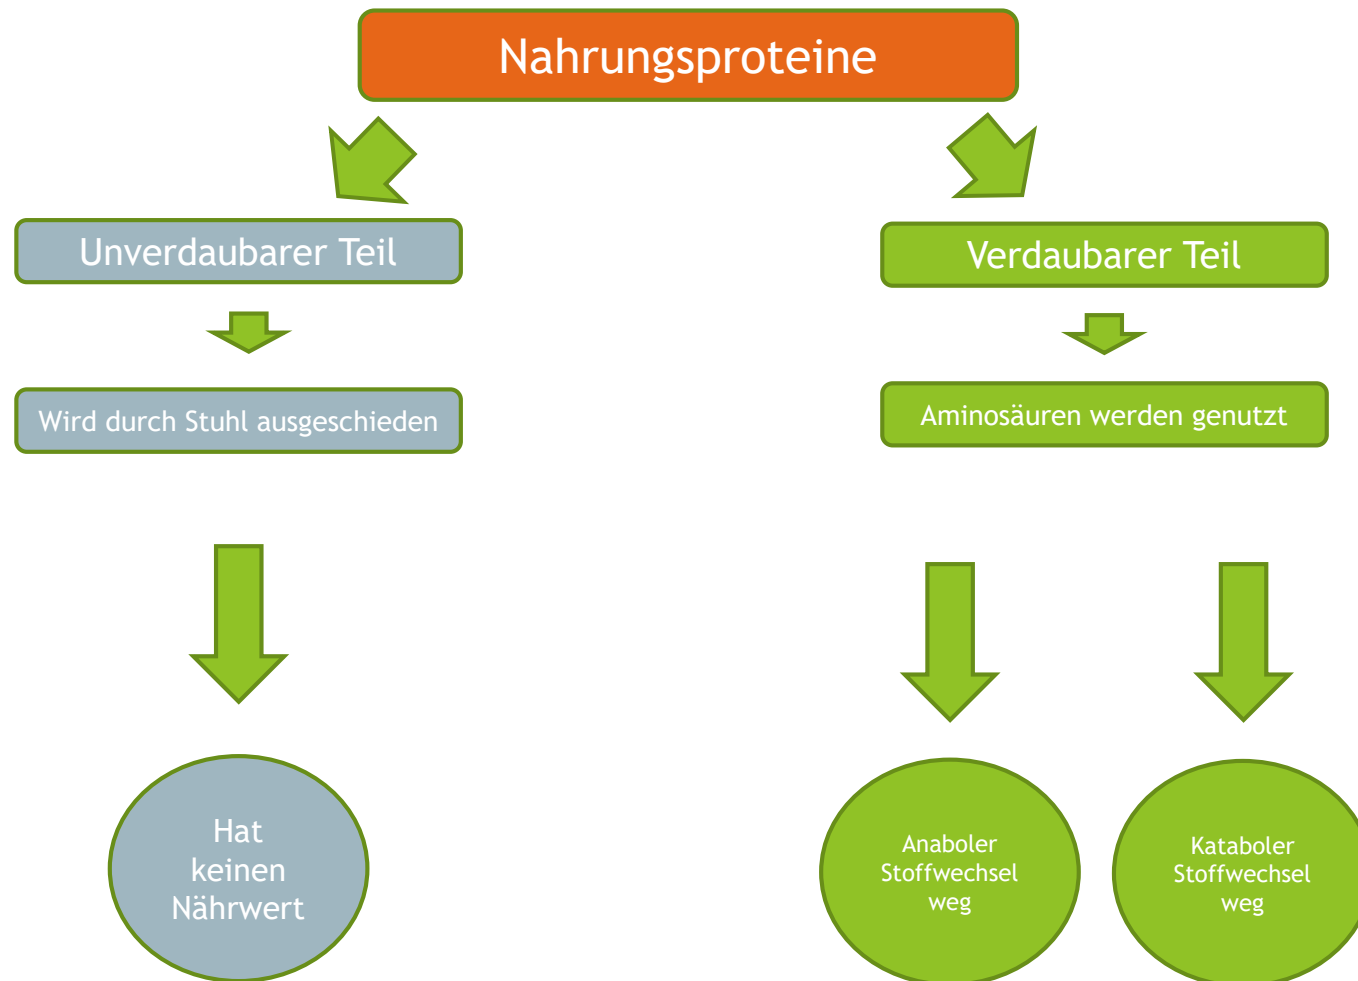 Nahrungsproteine
Unverdaubarer Teil
Verdaubarer Teil
Wird durch Stuhl ausgeschieden
Aminosäuren werden genutzt
Hat
keinen
Nährwert
Anaboler
Stoffwechsel
weg
Kataboler
Stoffwechsel
weg